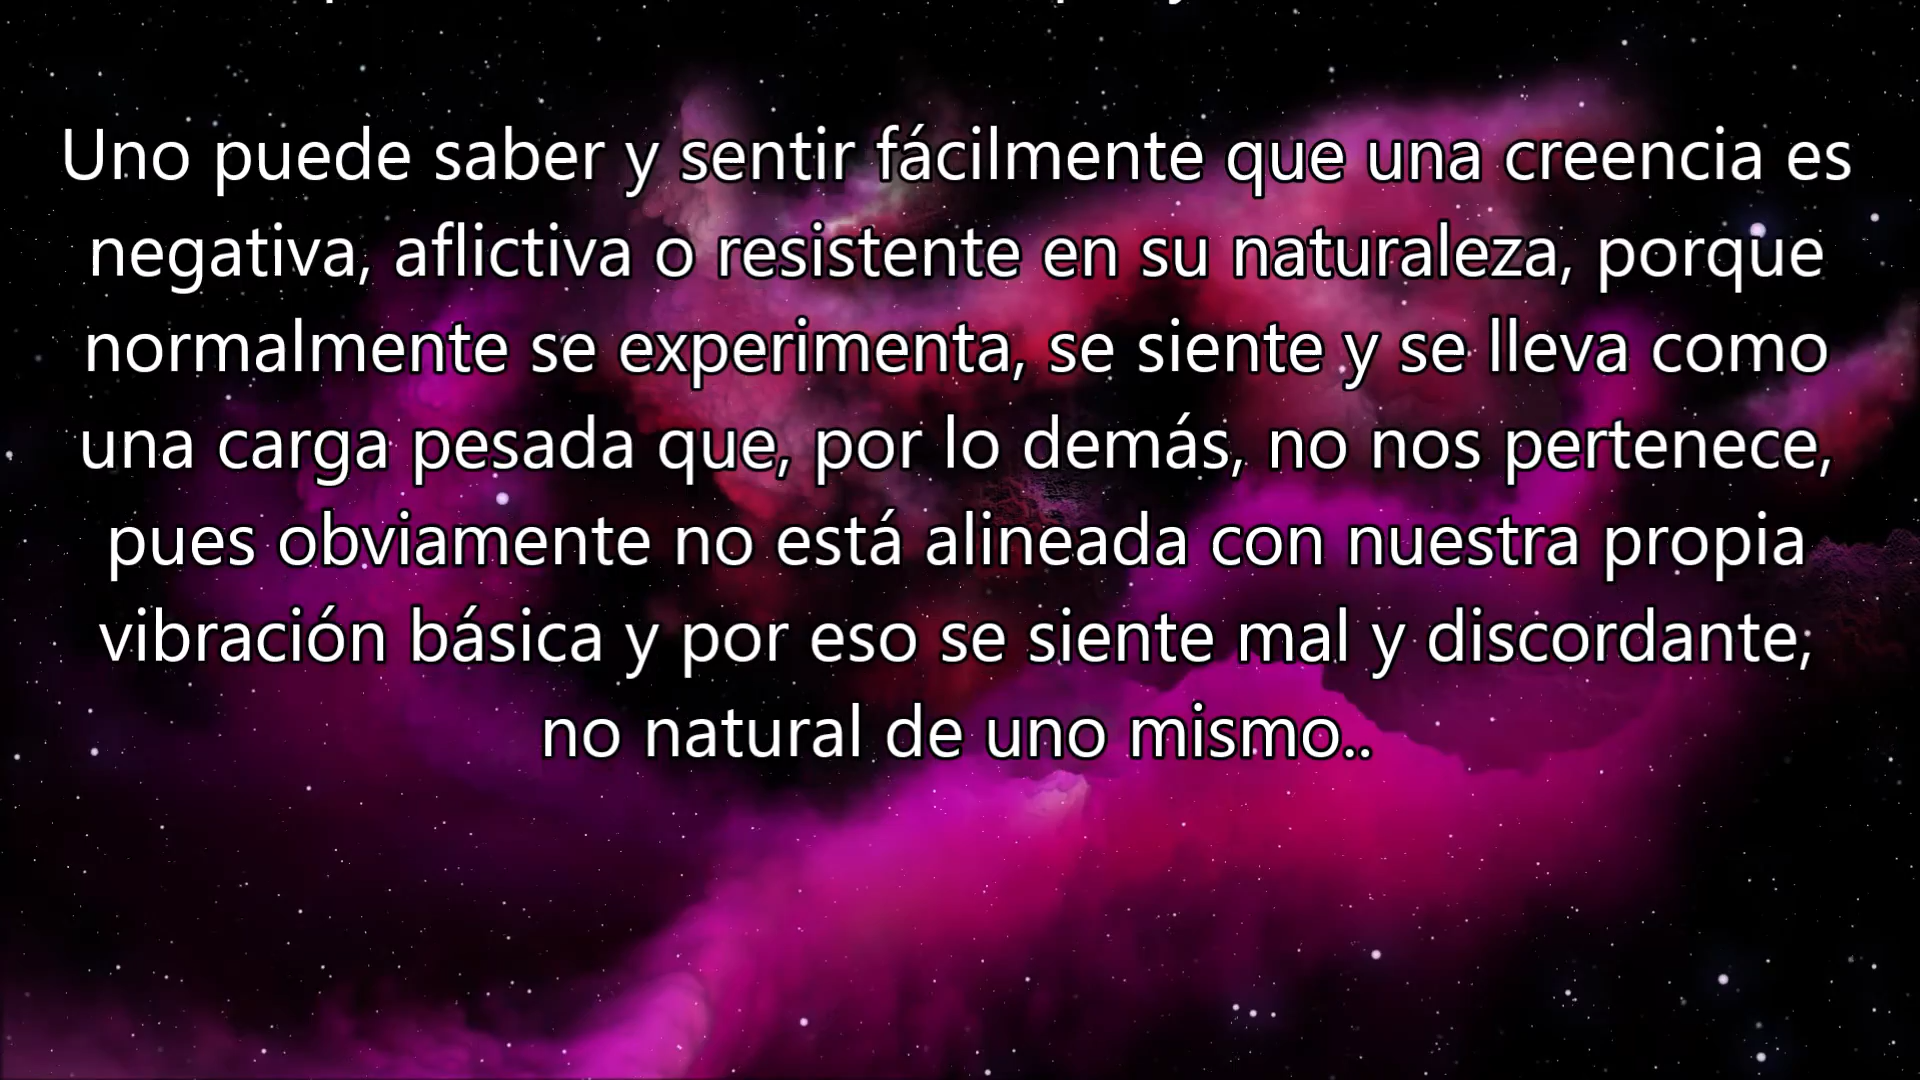 Uno puede saber y sentir fácilmente que una creencia es
negativa, aflictiva o resistente en su naturaleza, porque
normalmente se experimenta, se siente y se lleva como
una carga pesada que, por lo demás, no nos pertenece,
pues obviamente no está alineada con nuestra propia
vibración básica y por eso se siente mal y discordante,
no natural de uno mismo..